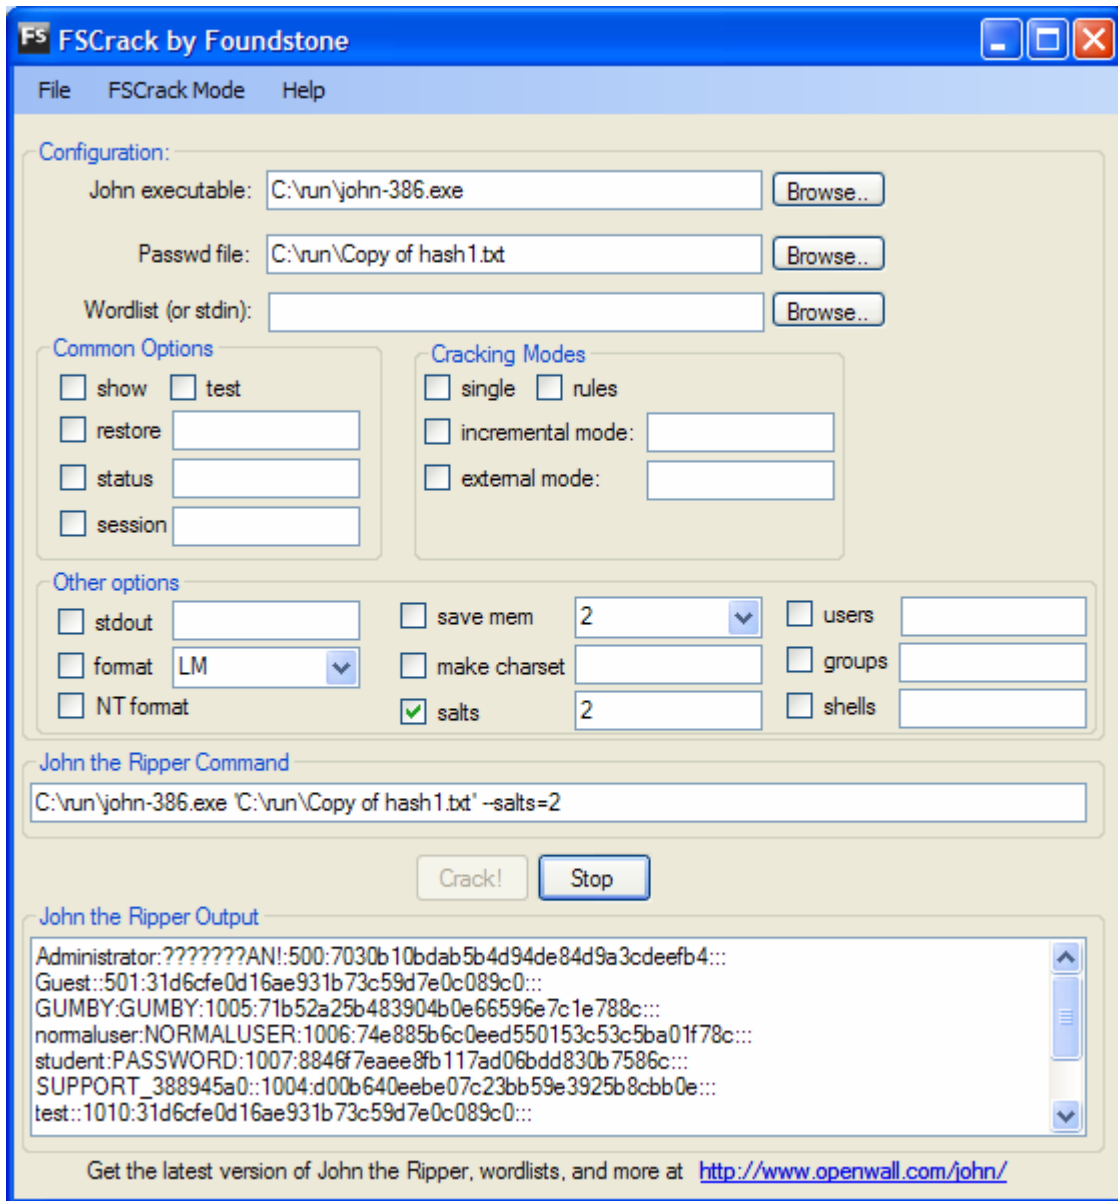 FS FSCrack by Foundstone
File FSCrack Mode Help
Configuration:
John executable: C:\run\john-386.exe Browse..
Passwd file: C:\run\Copy of hash1.txt Browse..
Wordlist (or stdin): Browse..
Common Options
show test
restore
status
session
Cracking Modes
single rules
incremental mode:
external mode:
Other options
stdout save mem 2 users
format LM make charset groups
NT format salts 2 shells
John the Ripper Command
C:\run\john-386.exe "C:\run\Copy of hash1.txt" --salts=2
Crack! Stop
John the Ripper Output
Administrator:???????AN!:500:7030b10bdab5b4d94de84d9a3cdeefb4:::
Guest::501:31d6cfe0d16ae931b73c59d7e0c089c0:::
GUMBY:GUMBY:1005:71b52a25b483904b0e66596e7c1e788c:::
normaluser:NORMALUSER:1006:74e885b6c0eed550153c53c5ba01f78c:::
student:PASSWORD:1007:8846f7eaee8fb117ad06bdd830b7586c:::
SUPPORT_388945a0::1004:d00b640eebe07c23bb59e3925b8cbb0e:::
test::1010:31d6cfe0d16ae931b73c59d7e0c089c0:::
Get the latest version of John the Ripper, wordlists, and more at http://www.openwall.com/john/